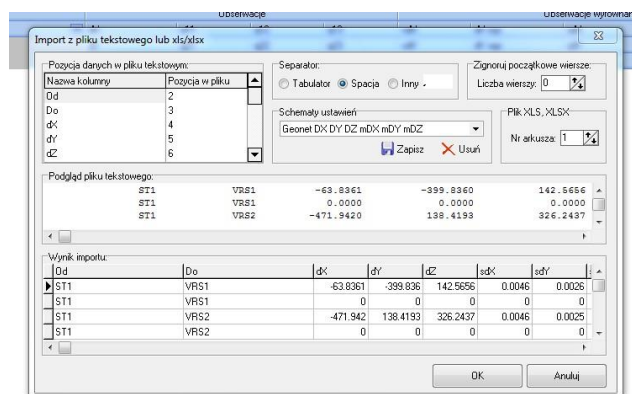 Obserwacje Obserwacje wyrównan
Import z pliku tekstowego lub xls/xlsx
Pozycja danych w pliku tekstowym: Separator: Zignoruj początkowe wiersze:
Nazwa kolumny Pozycja w pliku
Tabulator Spacja Inny Liczba wierszy: 0
Od 2
Do 3
dX 4
dY 5
dZ 6
Schematy ustawień Plik XLS, XLSX
Geonet DX DY DZ mDX mDY mDZ
Nr arkusza: 1
Zapisz Usuń
Podgląd pliku tekstowego:
ST1 VRS1 -63.8361 -399.8360 142.5656
ST1 VRS1 0.0000 0.0000 0.0000
ST1 VRS2 -471.9420 138.4193 326.2437
Wynik importu:
Od Do dX dY dZ sdX sdY
ST1 VRS1 -63.8361 -399.836 142.5656 0.0046 0.0026
ST1 VRS1 0 0 0 0 0
ST1 VRS2 -471.942 138.4193 326.2437 0.0046 0.0025
ST1 VRS2 0 0 0 0 0
OK Anuluj